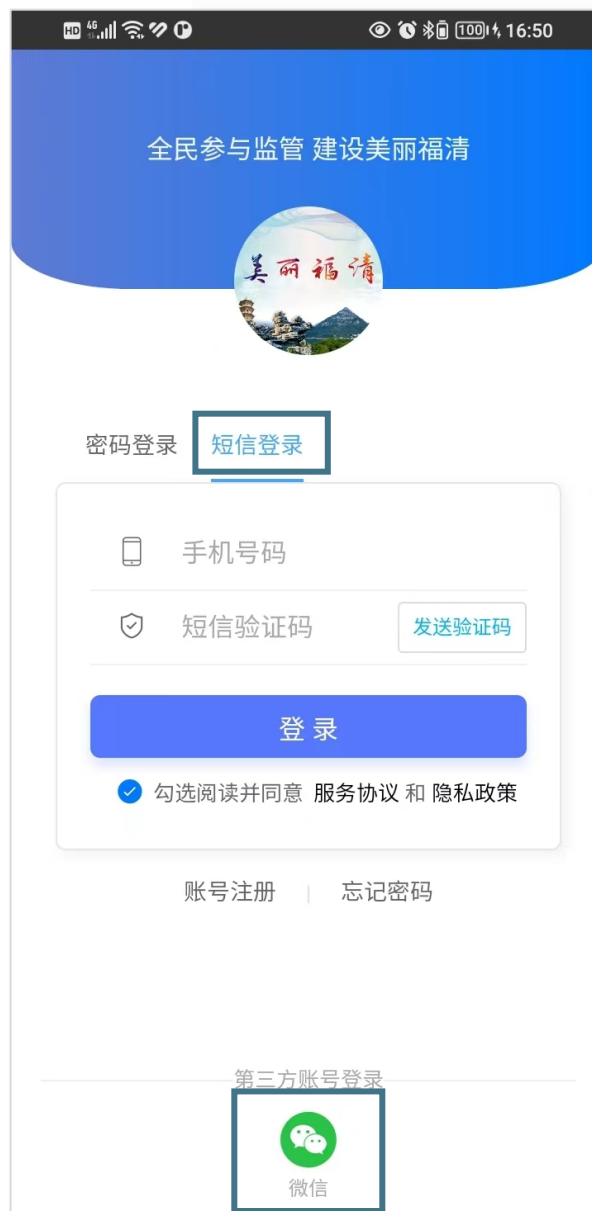 HD 4G 100 16:50
全民参与监管 建设美丽福清
美丽福清
密码登录 短信登录
手机号码
短信验证码 发送验证码
登录
勾选阅读并同意 服务协议 和 隐私政策
账号注册 | 忘记密码
第三方账号登录
微信